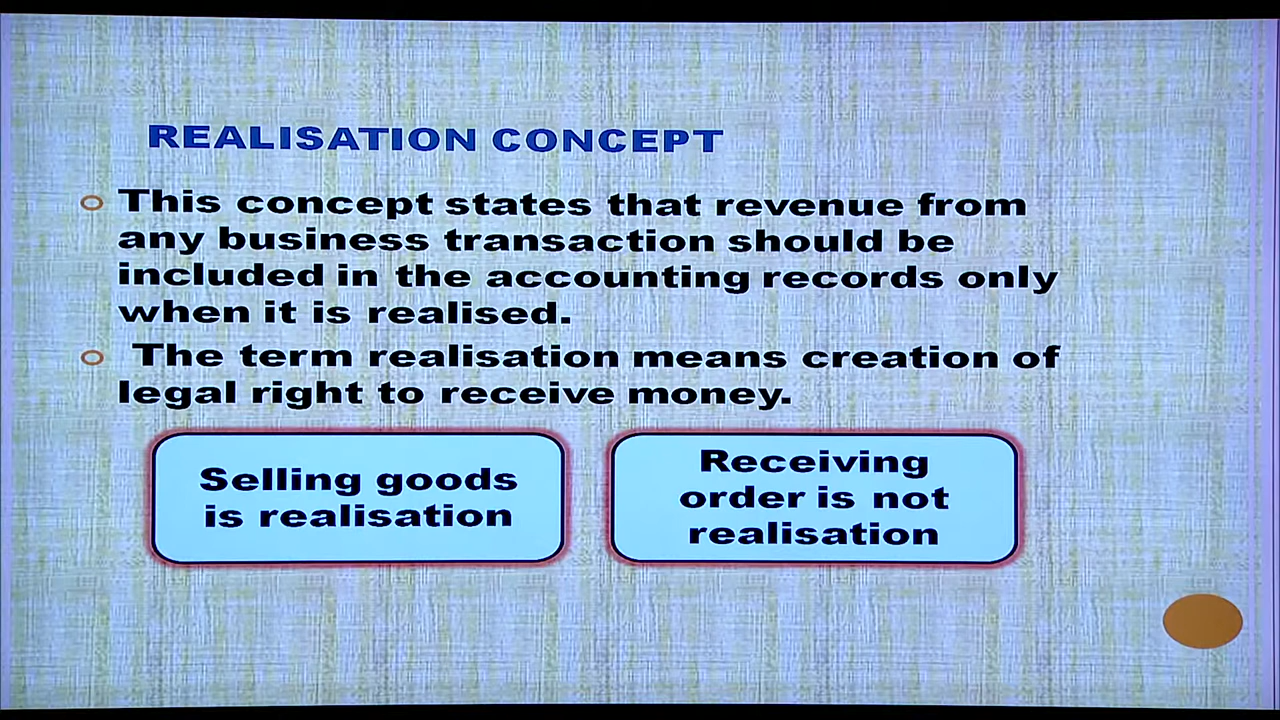 REALISATION CONCEPT
This concept states that revenue from
any business transaction should be
included in the accounting records only
when it is realised.
The term realisation means creation of
legal right to receive money.
Selling goods
is realisation
Receiving
order is not
realisation